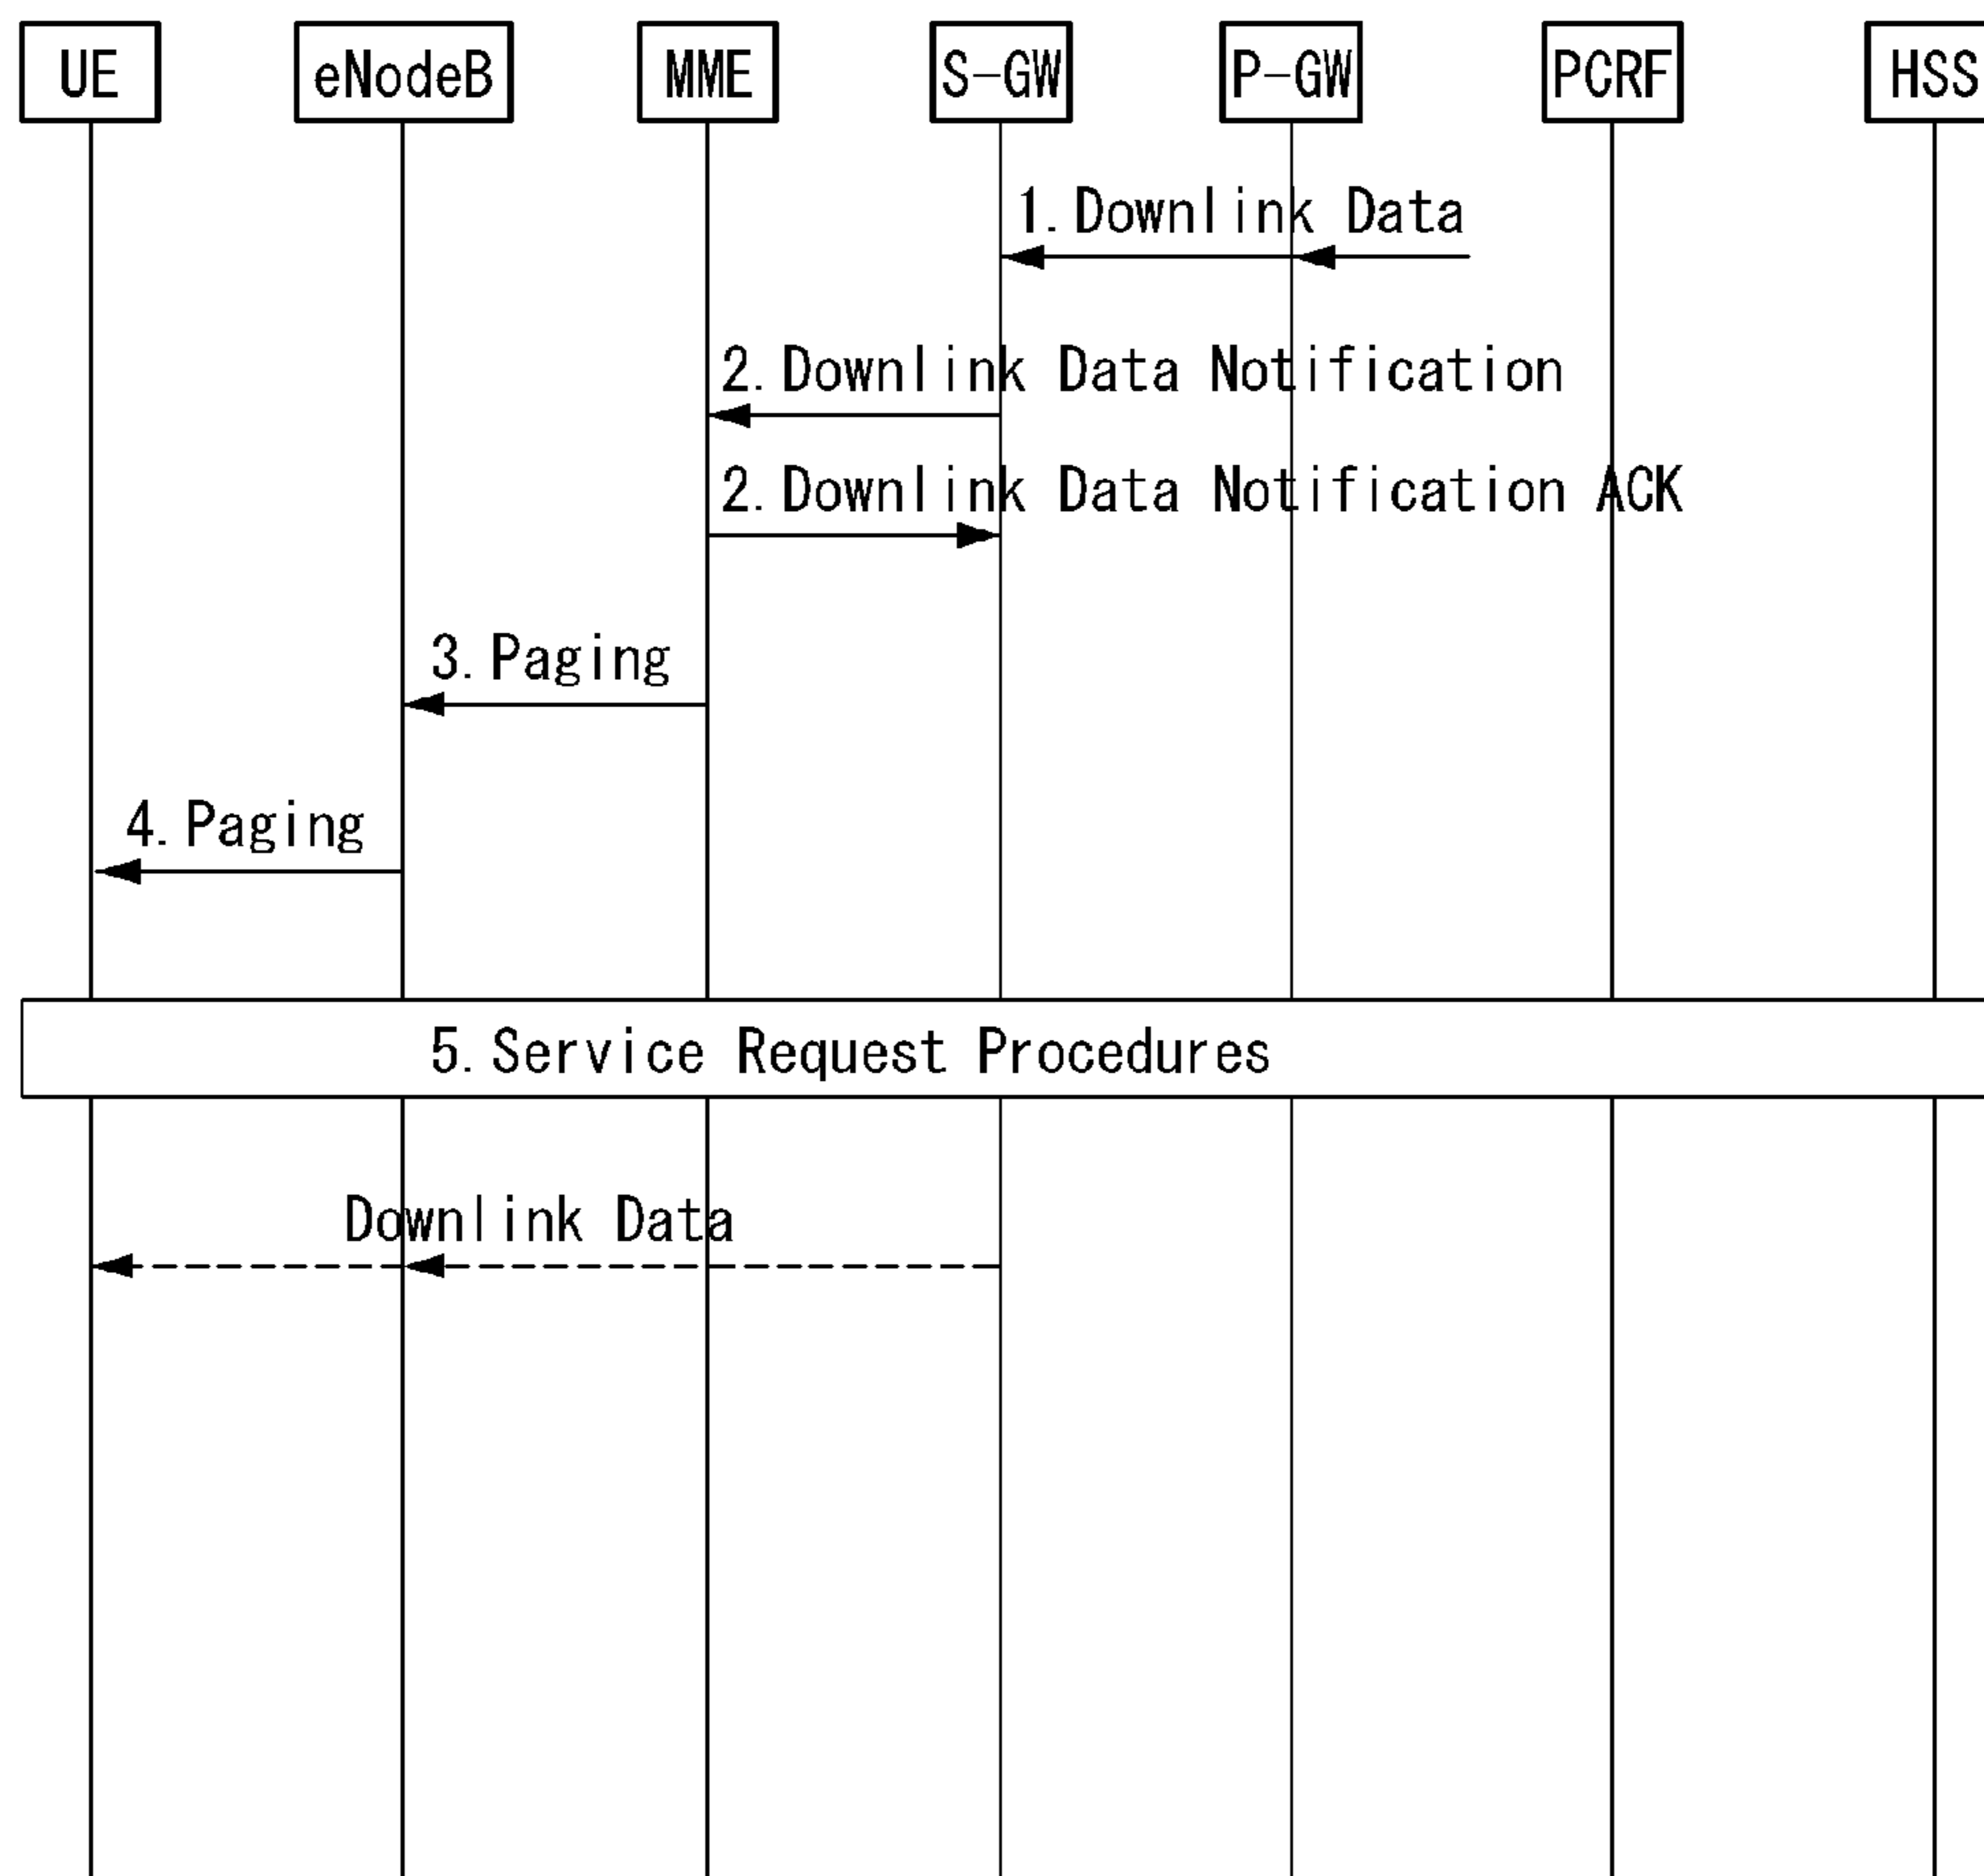 UE
eNodeB
MME
S-GW
P-GW
PCRF
HSS
1. Downlink Data
2. Downlink Data Notification
2. Downlink Data Notification ACK
3. Paging
4. Paging
5. Service Request Procedures
Downlink Data